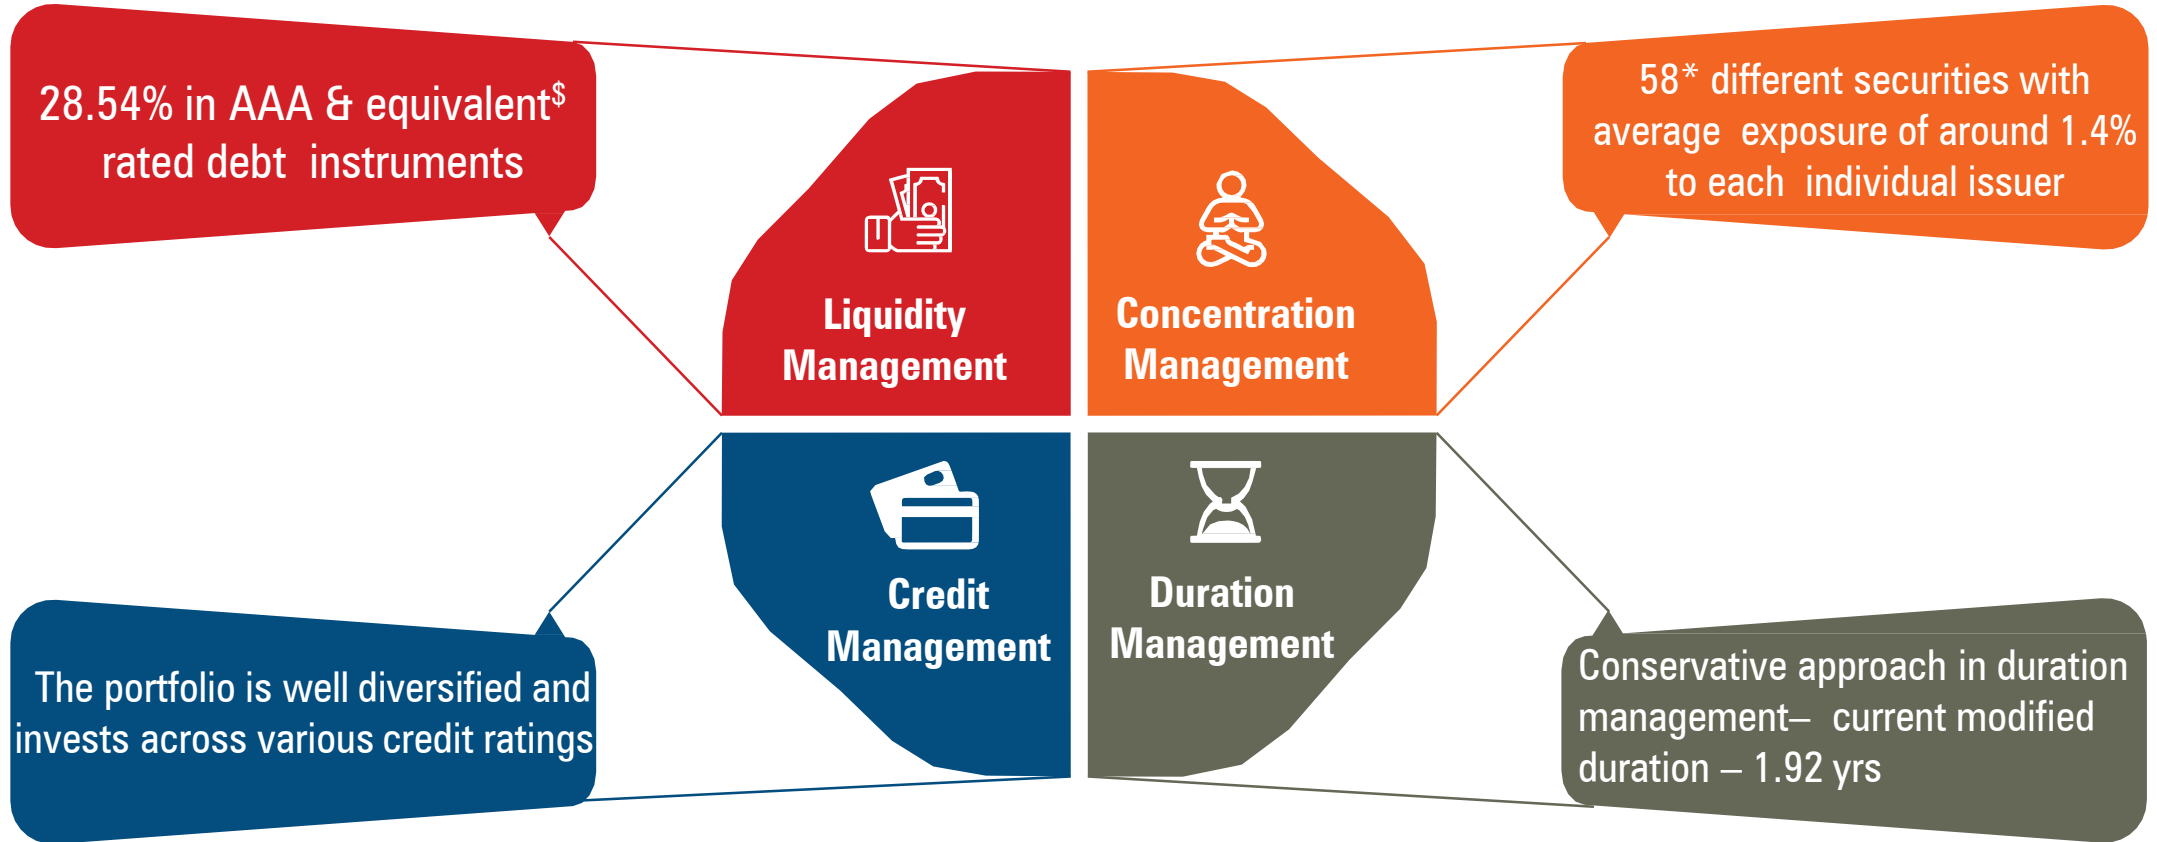 28.54% in AAA & equivalent$
rated debt instruments
58* different securities with
average exposure of around 1.4%
to each individual issuer
Liquidity
Management
Concentration
Management
Credit
Management
Duration
Management
The portfolio is well diversified and
invests across various credit ratings
Conservative approach in duration
management– current modified
duration – 1.92 yrs